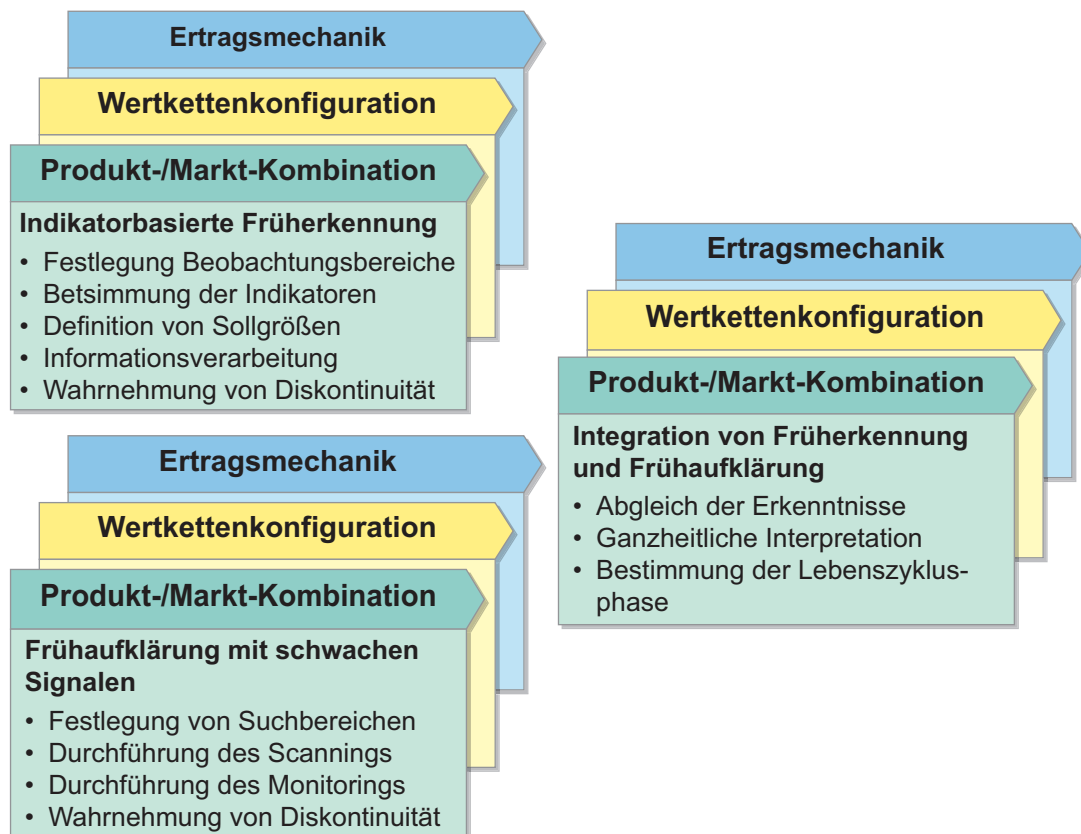 Ertragsmechanik
Wertkettenkonfiguration
Produkt-/Markt-Kombination
Indikatorbasierte Früherkennung
• Festlegung Beobachtungsbereiche
• Betsimmung der Indikatoren
• Definition von Sollgrößen
• Informationsverarbeitung
• Wahrnehmung von Diskontinuität
Ertragsmechanik
Wertkettenkonfiguration
Produkt-/Markt-Kombination
Frühaufklärung mit schwachen
Signalen
• Festlegung von Suchbereichen
• Durchführung des Scannings
• Durchführung des Monitorings
• Wahrnehmung von Diskontinuität
Ertragsmechanik
Wertkettenkonfiguration
Produkt-/Markt-Kombination
Integration von Früherkennung
und Frühaufklärung
• Abgleich der Erkenntnisse
• Ganzheitliche Interpretation
• Bestimmung der Lebenszyklus-
phase